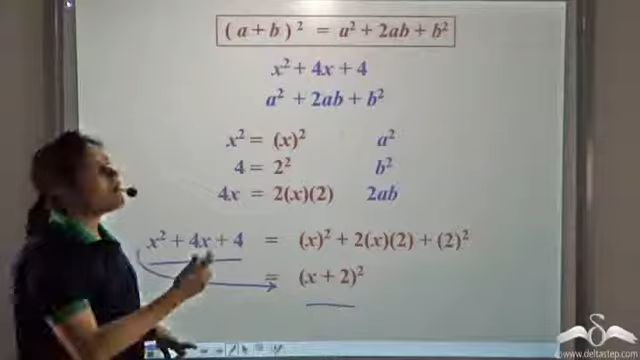 ( a + b )² = a² + 2ab + b²
x² + 4x + 4
a² + 2ab + b²
x² = (x)² a²
4 = 2² b²
4x = 2(x)(2) 2ab
x² + 4x + 4 = (x)² + 2(x)(2) + (2)²
= (x + 2)²
www.deltastep.com